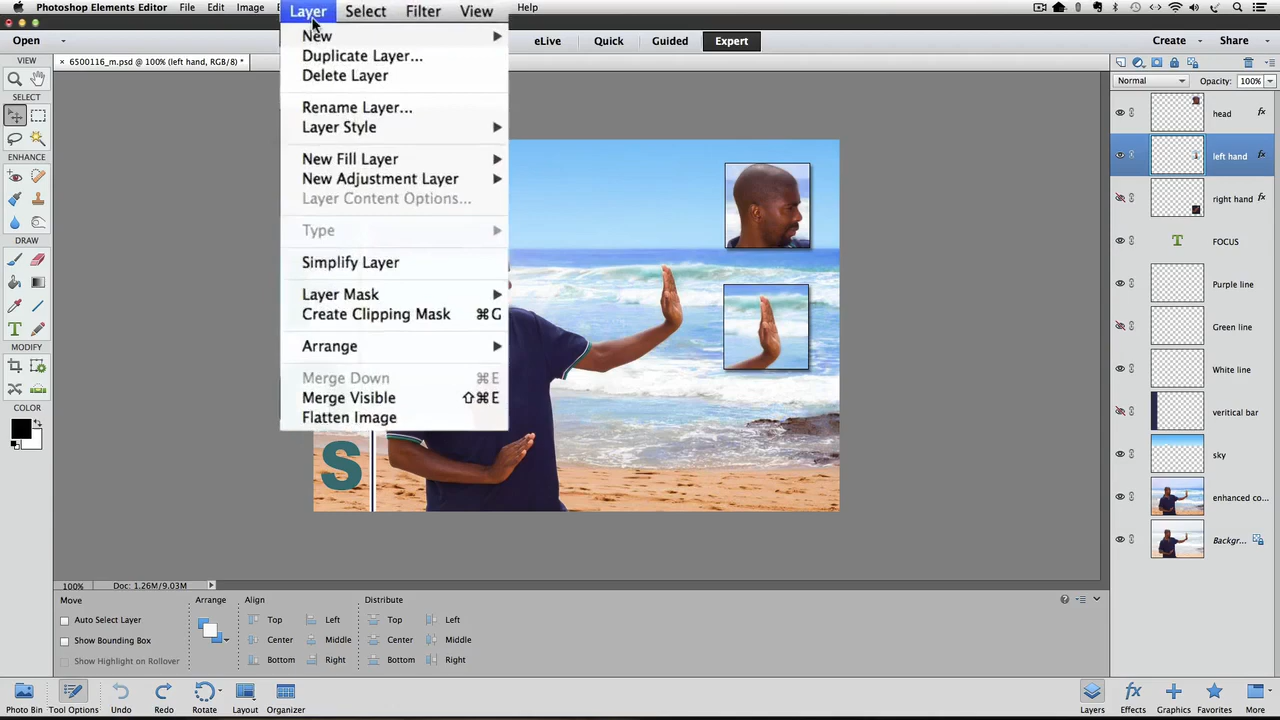 Photoshop Elements Editor File Edit Image Layer Select Filter View Help
Open eLive Quick Guided Expert Create Share
VIEW × 6500116_m.psd @ 100% (left hand, RGB/8) *
SELECT
ENHANCE
DRAW
MODIFY
COLOR
New
Duplicate Layer...
Delete Layer
Rename Layer...
Layer Style
New Fill Layer
New Adjustment Layer
Layer Content Options...
Type
Simplify Layer
Layer Mask
Create Clipping Mask ⌘G
Arrange
Merge Down ⌘E
Merge Visible ⇧⌘E
Flatten Image
S
Normal Opacity: 100%
head fx
left hand fx
right hand fx
T FOCUS
Purple line
Green line
White line
veritical bar
sky
enhanced co...
Backgr...
100% Doc: 1.26M/9.03M
Move Arrange Align Distribute
Auto Select Layer Top Left Top Left
Show Bounding Box Center Middle Center Middle
Show Highlight on Rollover Bottom Right Bottom Right
Photo Bin Tool Options Undo Redo Rotate Layout Organizer Layers Effects Graphics Favorites More